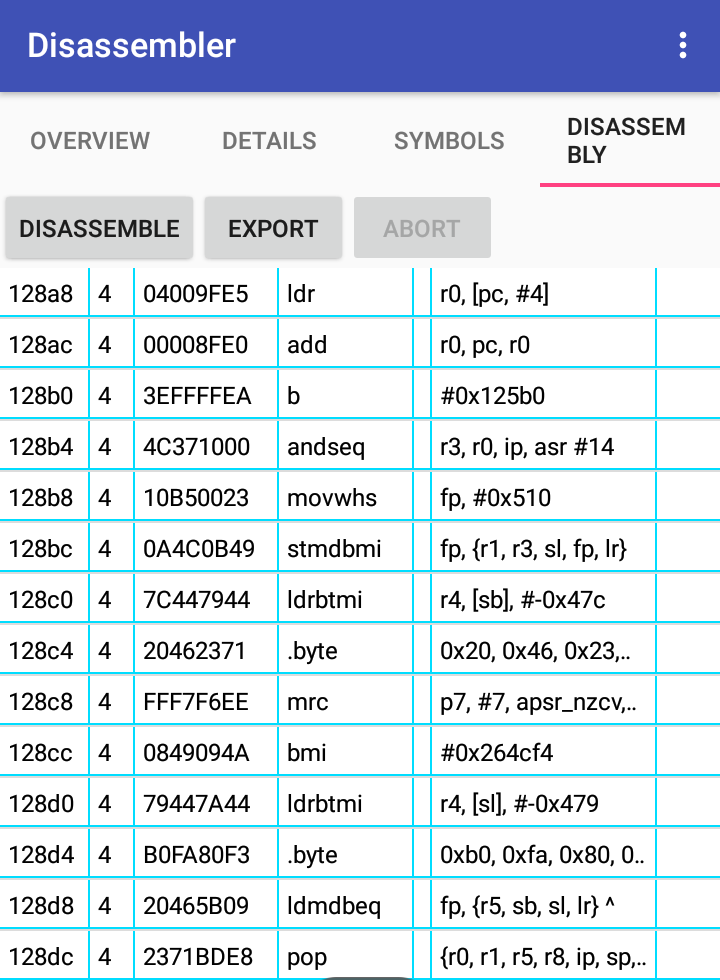 Disassembler
OVERVIEW DETAILS SYMBOLS DISASSEM
BLY
DISASSEMBLE EXPORT ABORT
128a8 4 04009FE5 ldr r0, [pc, #4]
128ac 4 00008FE0 add r0, pc, r0
128b0 4 3EFFFFEA b #0x125b0
128b4 4 4C371000 andseq r3, r0, ip, asr #14
128b8 4 10B50023 movwhs fp, #0x510
128bc 4 0A4C0B49 stmdbmi fp, {r1, r3, sl, fp, lr}
128c0 4 7C447944 ldrbtmi r4, [sb], #-0x47c
128c4 4 20462371 .byte 0x20, 0x46, 0x23,..
128c8 4 FFF7F6EE mrc p7, #7, apsr_nzcv,..
128cc 4 0849094A bmi #0x264cf4
128d0 4 79447A44 ldrbtmi r4, [sl], #-0x479
128d4 4 B0FA80F3 .byte 0xb0, 0xfa, 0x80, 0..
128d8 4 20465B09 ldmdbeq fp, {r5, sb, sl, lr} ^
128dc 4 2371BDE8 pop {r0, r1, r5, r8, ip, sp,..